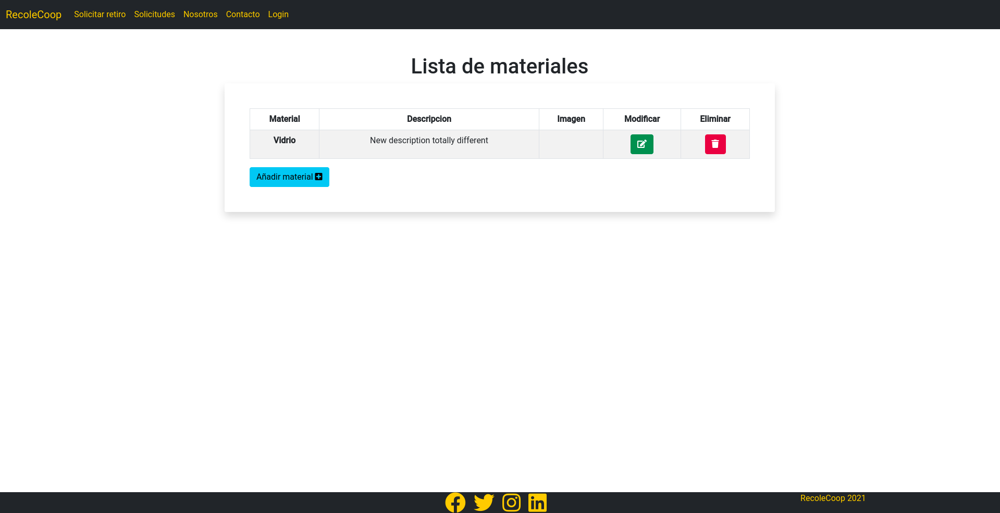 RecoleCoop Solicitar retiro Solicitudes Nosotros Contacto Login
Lista de materiales
Material Descripcion Imagen Modificar Eliminar
Vidrio New description totally different
Añadir material
RecoleCoop 2021